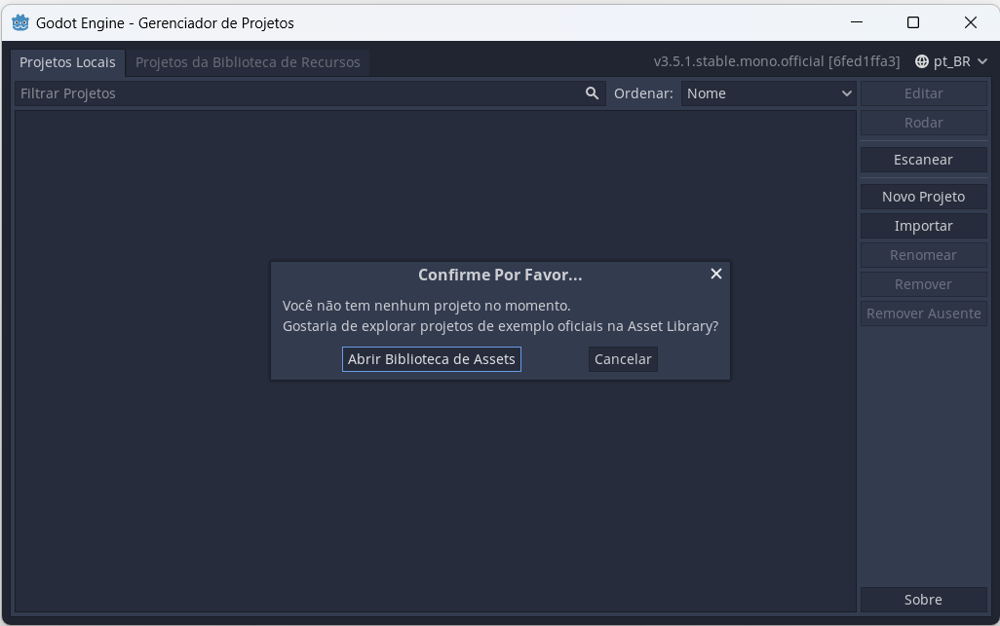 Godot Engine - Gerenciador de Projetos
Projetos Locais
Projetos da Biblioteca de Recursos
v3.5.1.stable.mono.official [6fed1ffa3]
pt_BR
Filtrar Projetos
Ordenar:
Nome
Editar
Rodar
Escanear
Novo Projeto
Importar
Renomear
Remover
Remover Ausente
Confirme Por Favor...
Você não tem nenhum projeto no momento.
Gostaria de explorar projetos de exemplo oficiais na Asset Library?
Abrir Biblioteca de Assets
Cancelar
Sobre